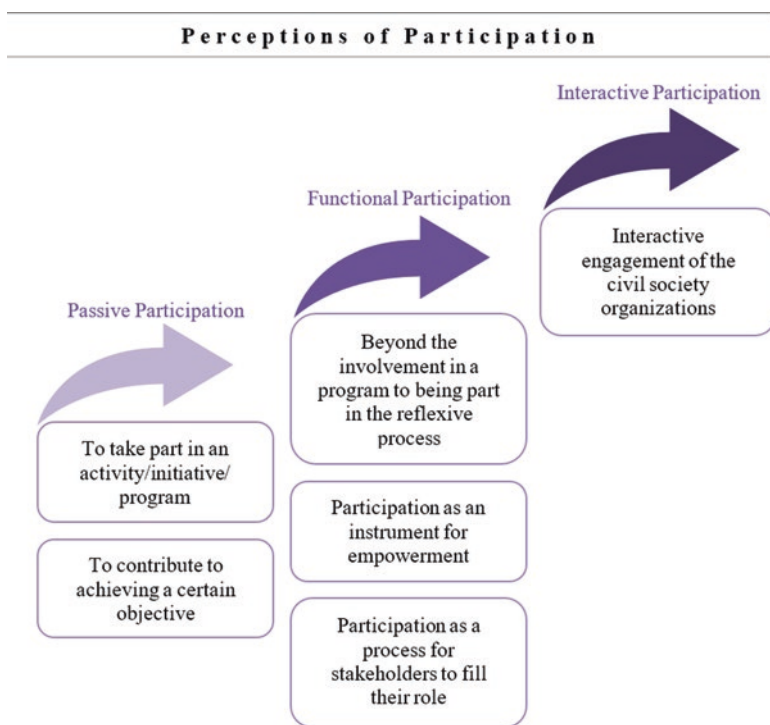 Perceptions of Participation
Interactive Participation
Interactive
engagement of the
civil society
organizations
Functional Participation
Beyond the
involvement in a
program to being part
in the reflexive
process
Participation as an
instrument for
empowerment
Participation as a
process for
stakeholders to fill
their role
Passive Participation
To take part in an
activity/initiative/
program
To contribute to
achieving a certain
objective